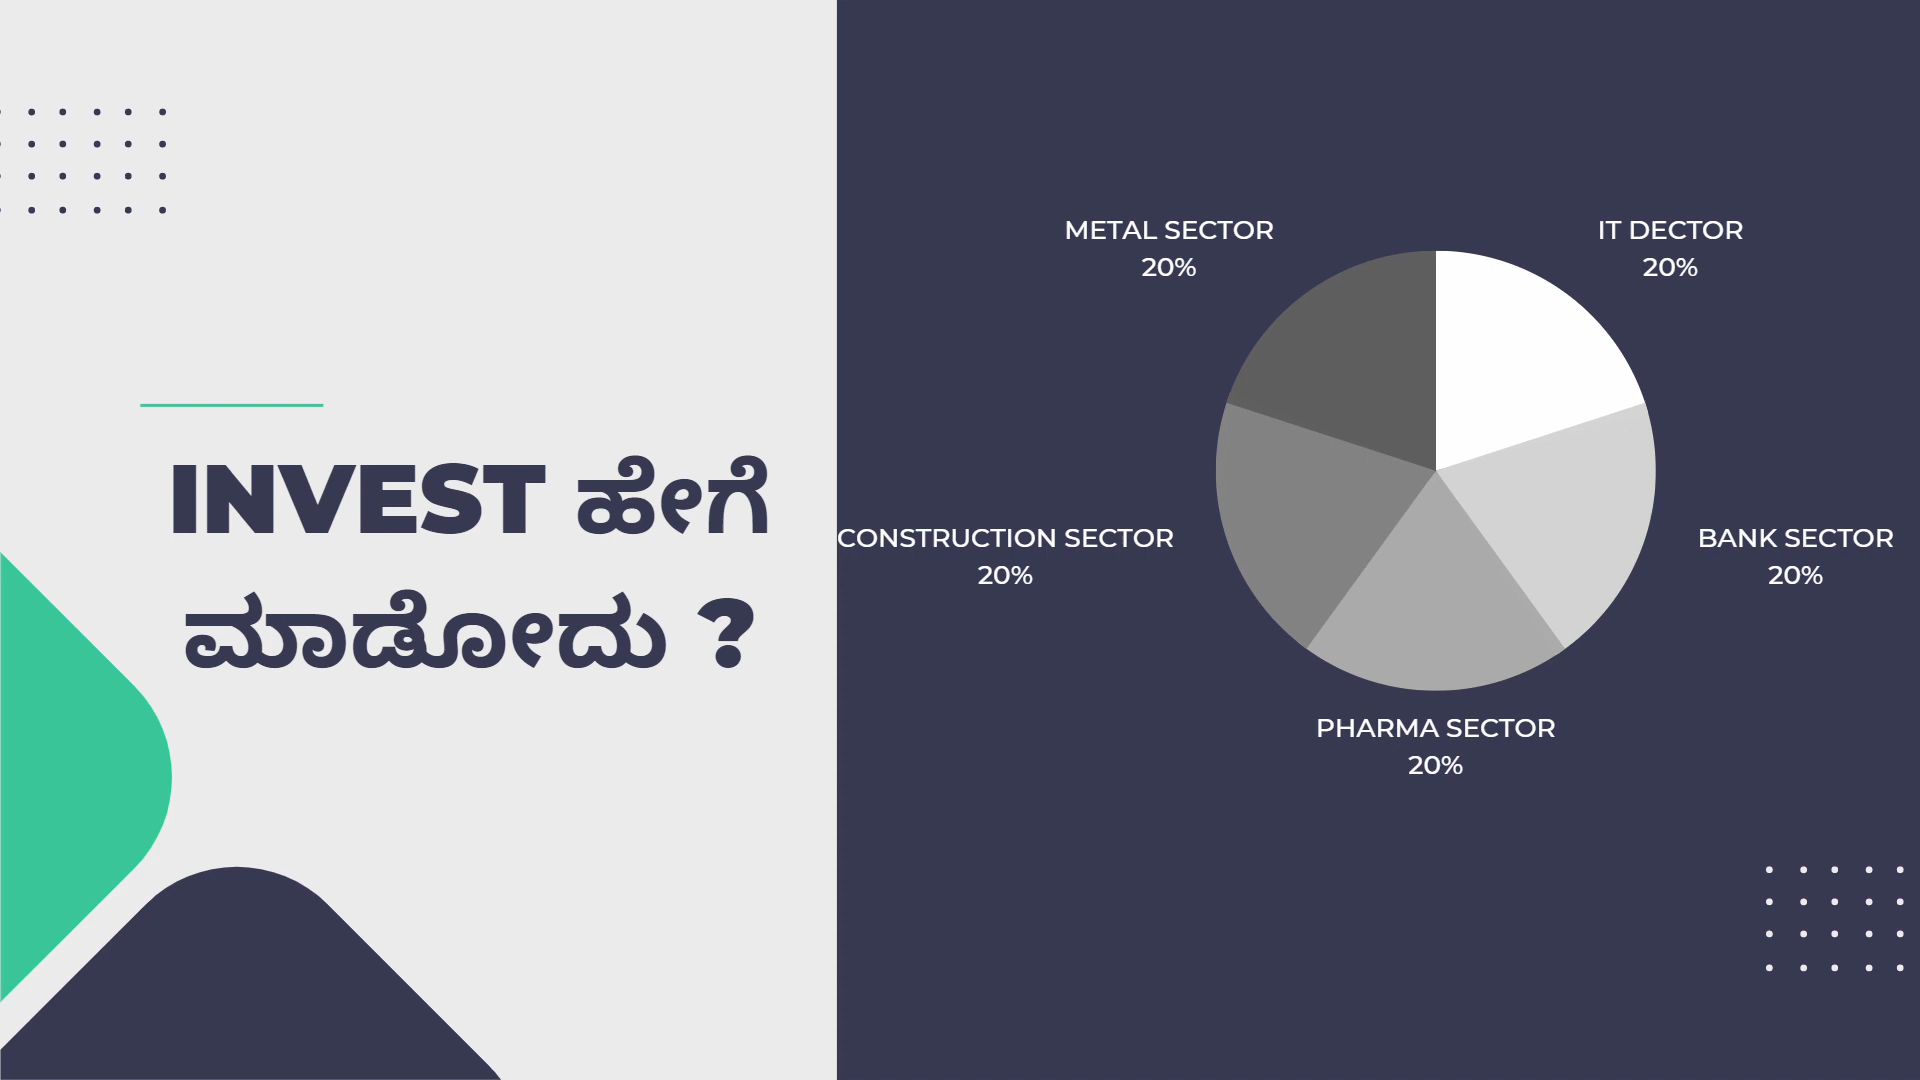 INVEST ಹೇಗೆ
ಮಾಡೋದು ?
METAL SECTOR
20%
IT DECTOR
20%
CONSTRUCTION SECTOR
20%
BANK SECTOR
20%
PHARMA SECTOR
20%